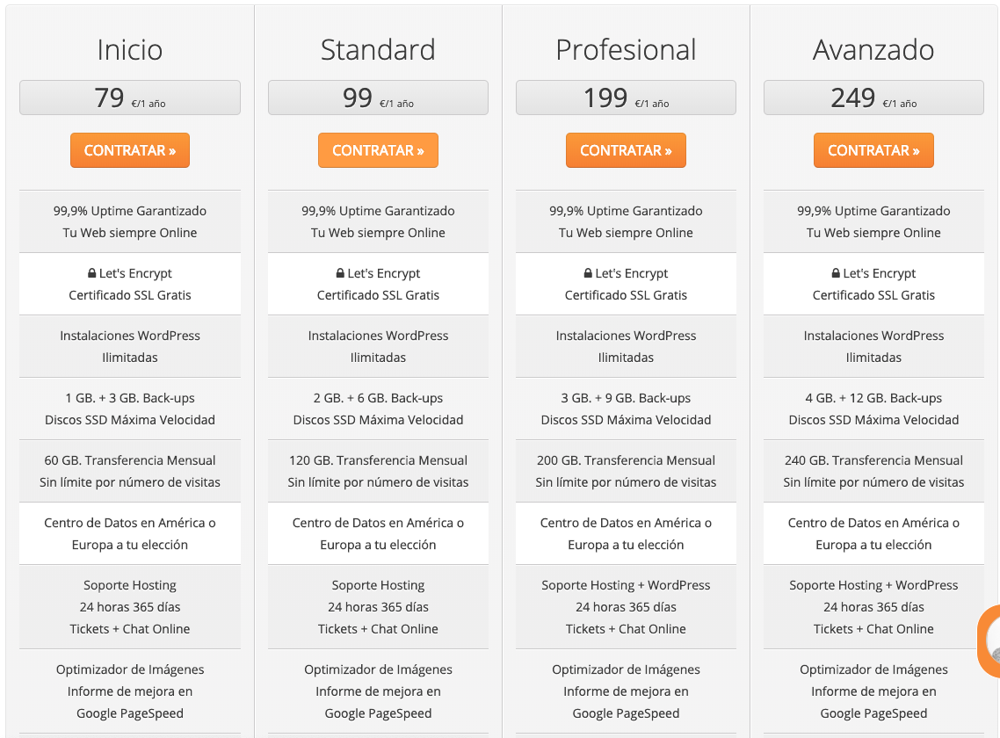 Inicio
79 €/1 año
CONTRATAR »
99,9% Uptime Garantizado
Tu Web siempre Online
Let's Encrypt
Certificado SSL Gratis
Instalaciones WordPress
Ilimitadas
1 GB. + 3 GB. Back-ups
Discos SSD Máxima Velocidad
60 GB. Transferencia Mensual
Sin límite por número de visitas
Centro de Datos en América o
Europa a tu elección
Soporte Hosting
24 horas 365 días
Tickets + Chat Online
Optimizador de Imágenes
Informe de mejora en
Google PageSpeed
Standard
99 €/1 año
CONTRATAR »
99,9% Uptime Garantizado
Tu Web siempre Online
Let's Encrypt
Certificado SSL Gratis
Instalaciones WordPress
Ilimitadas
2 GB. + 6 GB. Back-ups
Discos SSD Máxima Velocidad
120 GB. Transferencia Mensual
Sin límite por número de visitas
Centro de Datos en América o
Europa a tu elección
Soporte Hosting
24 horas 365 días
Tickets + Chat Online
Optimizador de Imágenes
Informe de mejora en
Google PageSpeed
Profesional
199 €/1 año
CONTRATAR »
99,9% Uptime Garantizado
Tu Web siempre Online
Let's Encrypt
Certificado SSL Gratis
Instalaciones WordPress
Ilimitadas
3 GB. + 9 GB. Back-ups
Discos SSD Máxima Velocidad
200 GB. Transferencia Mensual
Sin límite por número de visitas
Centro de Datos en América o
Europa a tu elección
Soporte Hosting + WordPress
24 horas 365 días
Tickets + Chat Online
Optimizador de Imágenes
Informe de mejora en
Google PageSpeed
Avanzado
249 €/1 año
CONTRATAR »
99,9% Uptime Garantizado
Tu Web siempre Online
Let's Encrypt
Certificado SSL Gratis
Instalaciones WordPress
Ilimitadas
4 GB. + 12 GB. Back-ups
Discos SSD Máxima Velocidad
240 GB. Transferencia Mensual
Sin límite por número de visitas
Centro de Datos en América o
Europa a tu elección
Soporte Hosting + WordPress
24 horas 365 días
Tickets + Chat Online
Optimizador de Imágenes
Informe de mejora en
Google PageSpeed